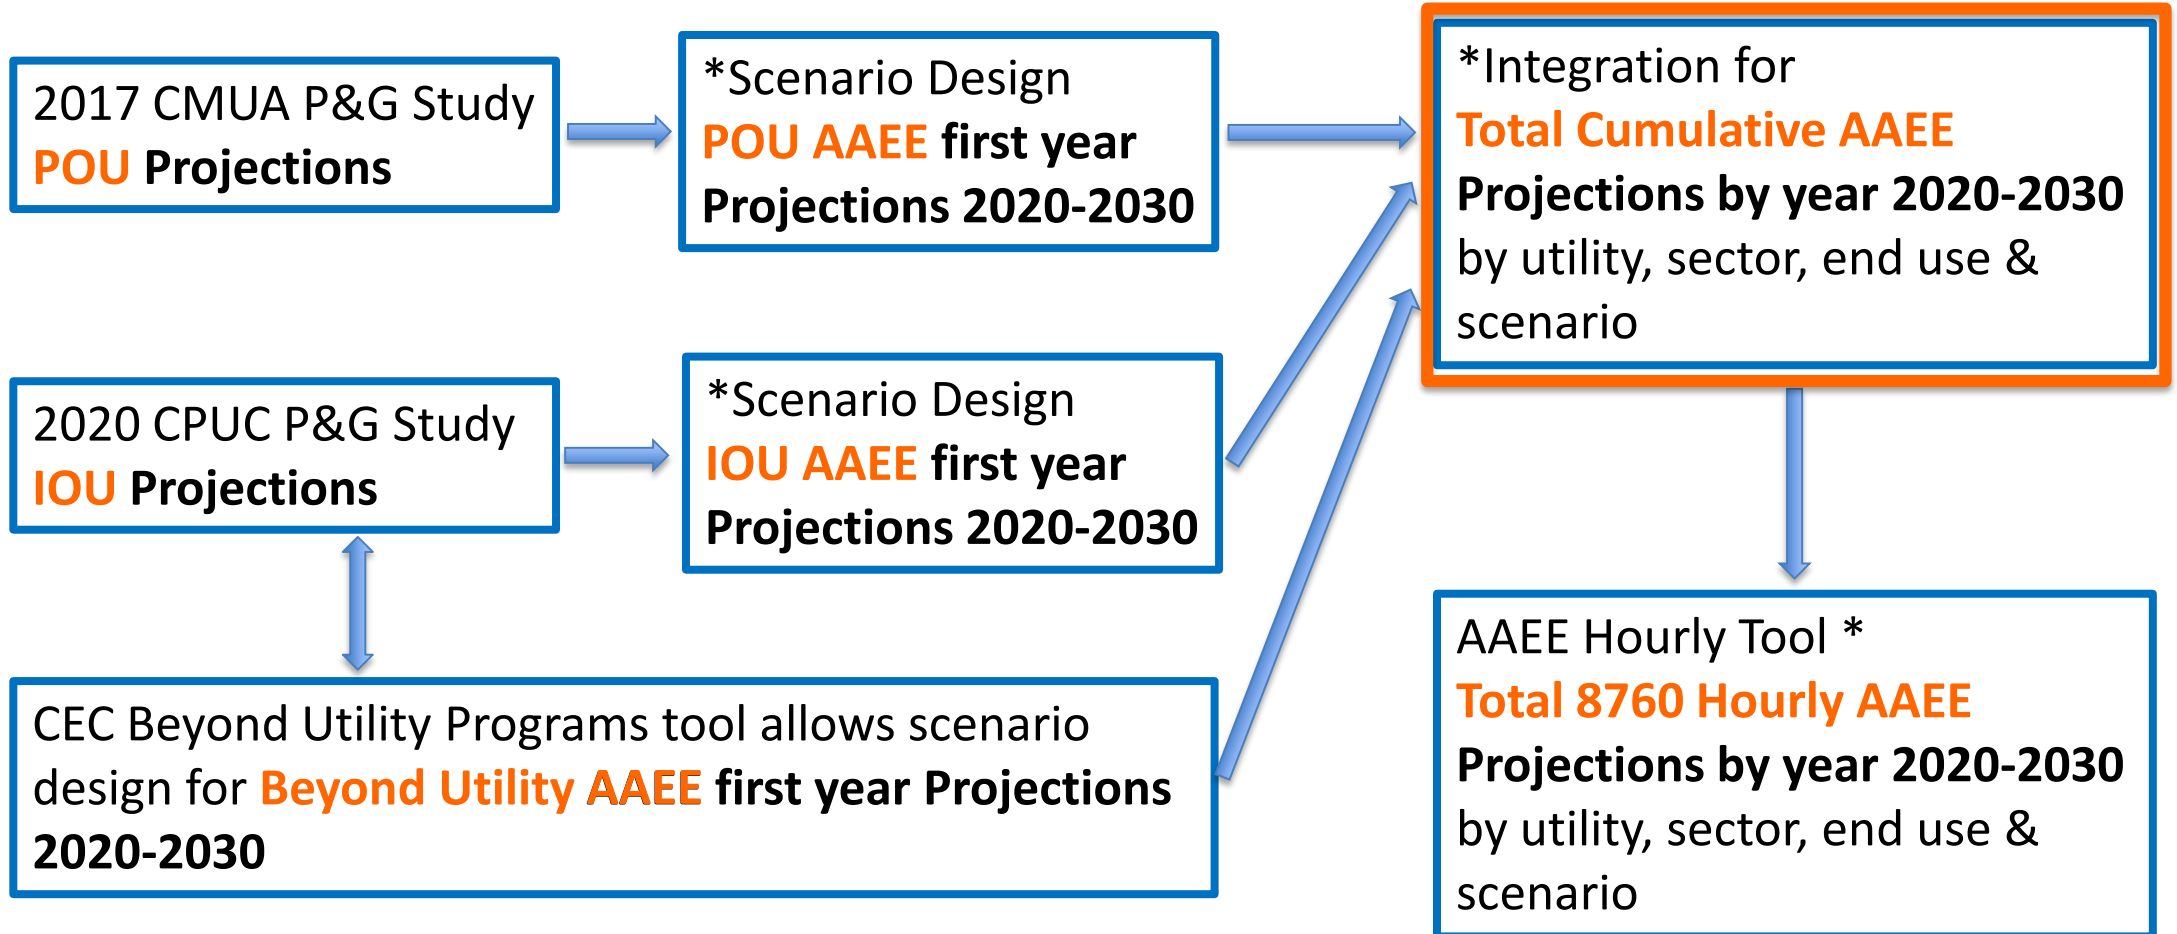 2017 CMUA P&G Study
POU Projections
*Scenario Design
POU AAEE first year
Projections 2020-2030
*Integration for
Total Cumulative AAEE
Projections by year 2020-2030
by utility, sector, end use &
scenario
2020 CPUC P&G Study
IOU Projections
*Scenario Design
IOU AAEE first year
Projections 2020-2030
CEC Beyond Utility Programs tool allows scenario
design for Beyond Utility AAEE first year Projections
2020-2030
AAEE Hourly Tool *
Total 8760 Hourly AAEE
Projections by year 2020-2030
by utility, sector, end use &
scenario